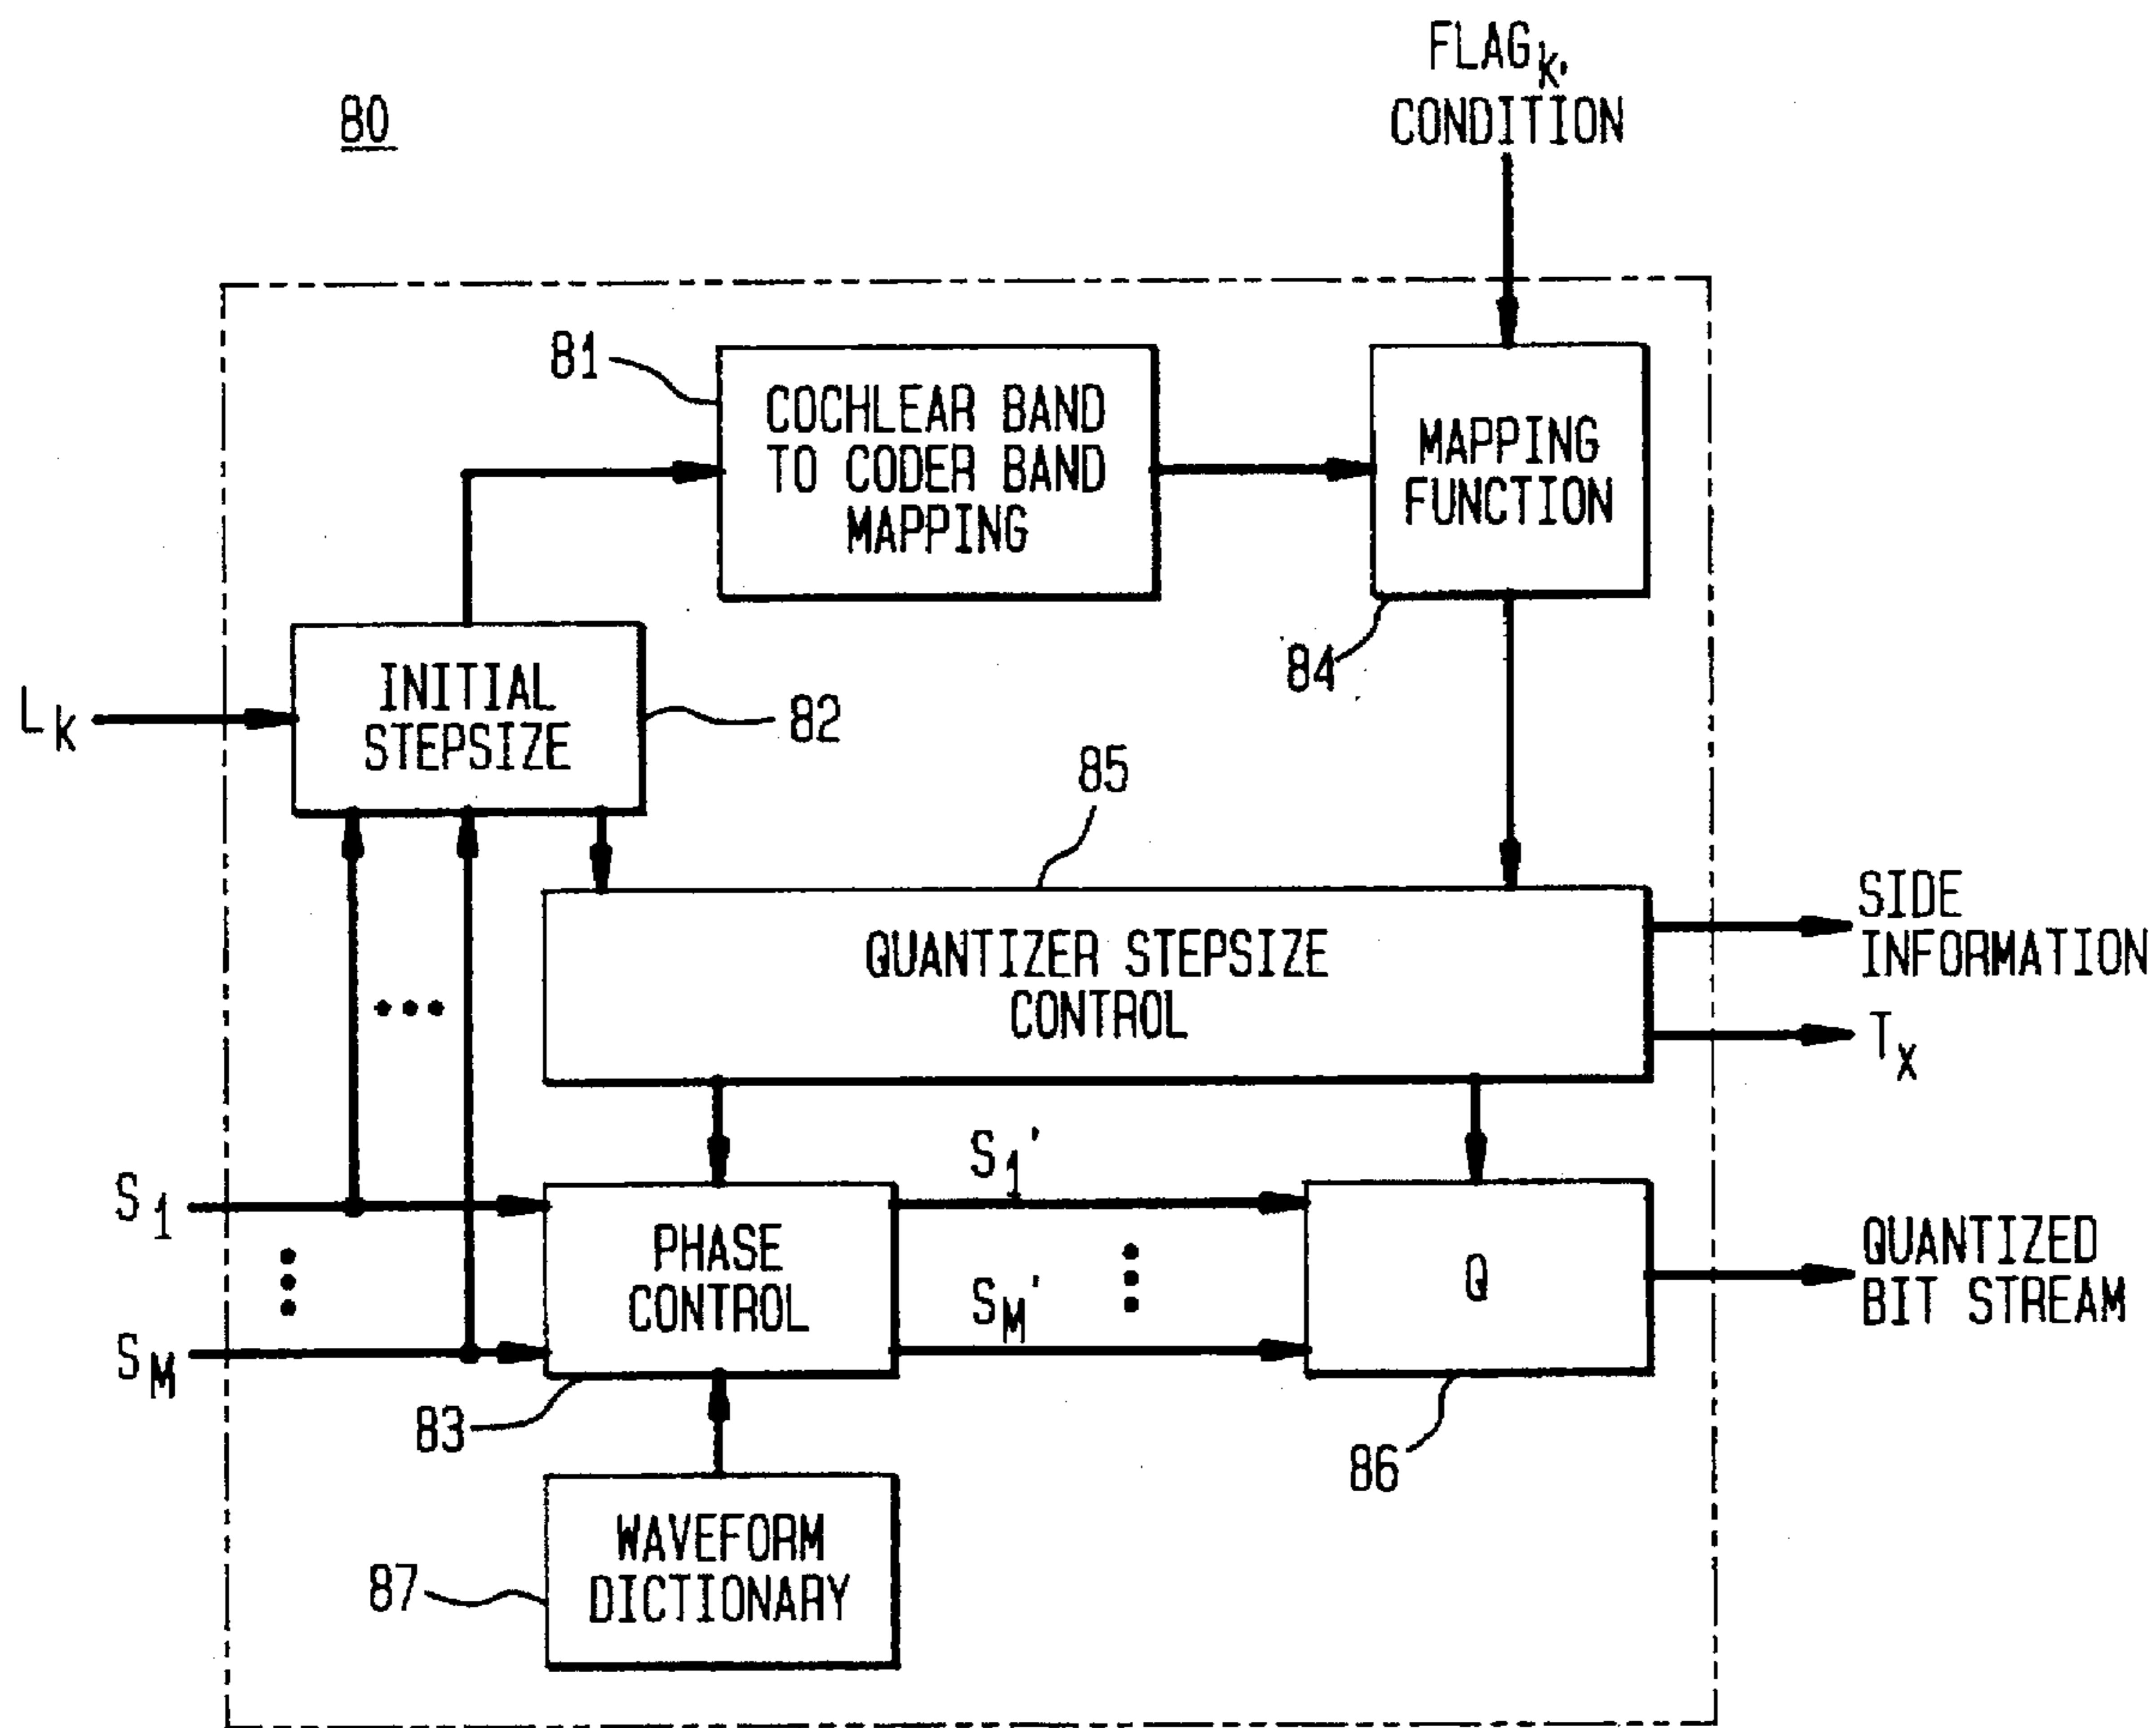 FLAGk,
CONDITION
80
81
COCHLEAR BAND
TO CODER BAND
MAPPING
MAPPING
FUNCTION
84
INITIAL
STEPSIZE
82
Lk
85
QUANTIZER STEPSIZE
CONTROL
SIDE
INFORMATION
Tx
S1
SM
PHASE
CONTROL
83
S1'
SM'
Q
86
QUANTIZED
BIT STREAM
WAVEFORM
DICTIONARY
87